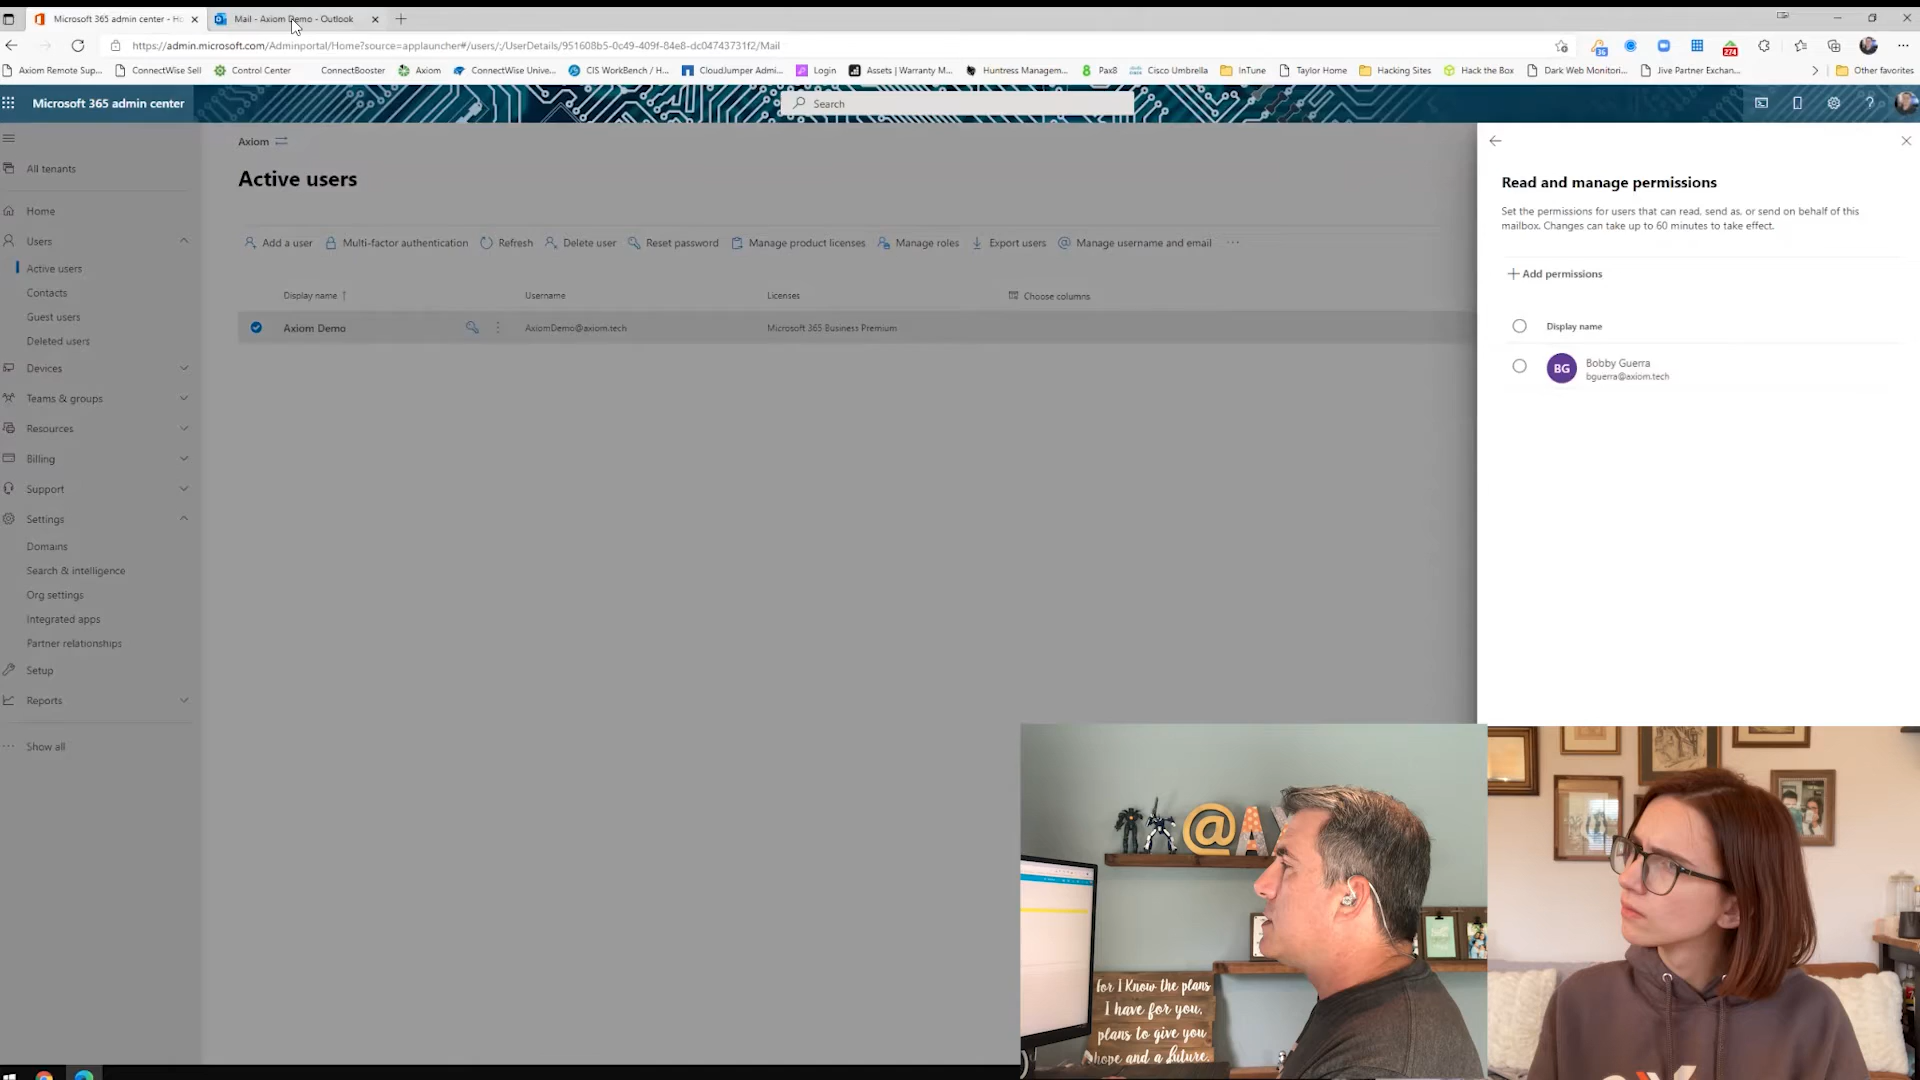 Microsoft 365 admin center - Ho
Mail - Axiom Demo - Outlook
https://admin.microsoft.com/Adminportal/Home?source=applauncher#/users/:/UserDetails/951608b5-0c49-409f-84e8-dc04743731f2/Mail
36
274
Axiom Remote Sup...
ConnectWise Sell
Control Center
ConnectBooster
Axiom
ConnectWise Unive...
CIS WorkBench / H...
CloudJumper Admi...
Login
Assets | Warranty M...
Huntress Managem...
Pax8
Cisco Umbrella
InTune
Taylor Home
Hacking Sites
Hack the Box
Dark Web Monitori...
Jive Partner Exchan...
Other favorites
Microsoft 365 admin center
Search
All tenants
Home
Users
Active users
Contacts
Guest users
Deleted users
Devices
Teams & groups
Resources
Billing
Support
Settings
Domains
Search & intelligence
Org settings
Integrated apps
Partner relationships
Setup
Reports
Show all
Axiom
Active users
Add a user
Multi-factor authentication
Refresh
Delete user
Reset password
Manage product licenses
Manage roles
Export users
Manage username and email
Display name ↑
Username
Licenses
Choose columns
Axiom Demo
AxiomDemo@axiom.tech
Microsoft 365 Business Premium
Read and manage permissions
Set the permissions for users that can read, send as, or send on behalf of this
mailbox. Changes can take up to 60 minutes to take effect.
Add permissions
Display name
BG
Bobby Guerra
bguerra@axiom.tech
@AX
for I Know the plans
I have for you,
plans to give you
hope and a future.